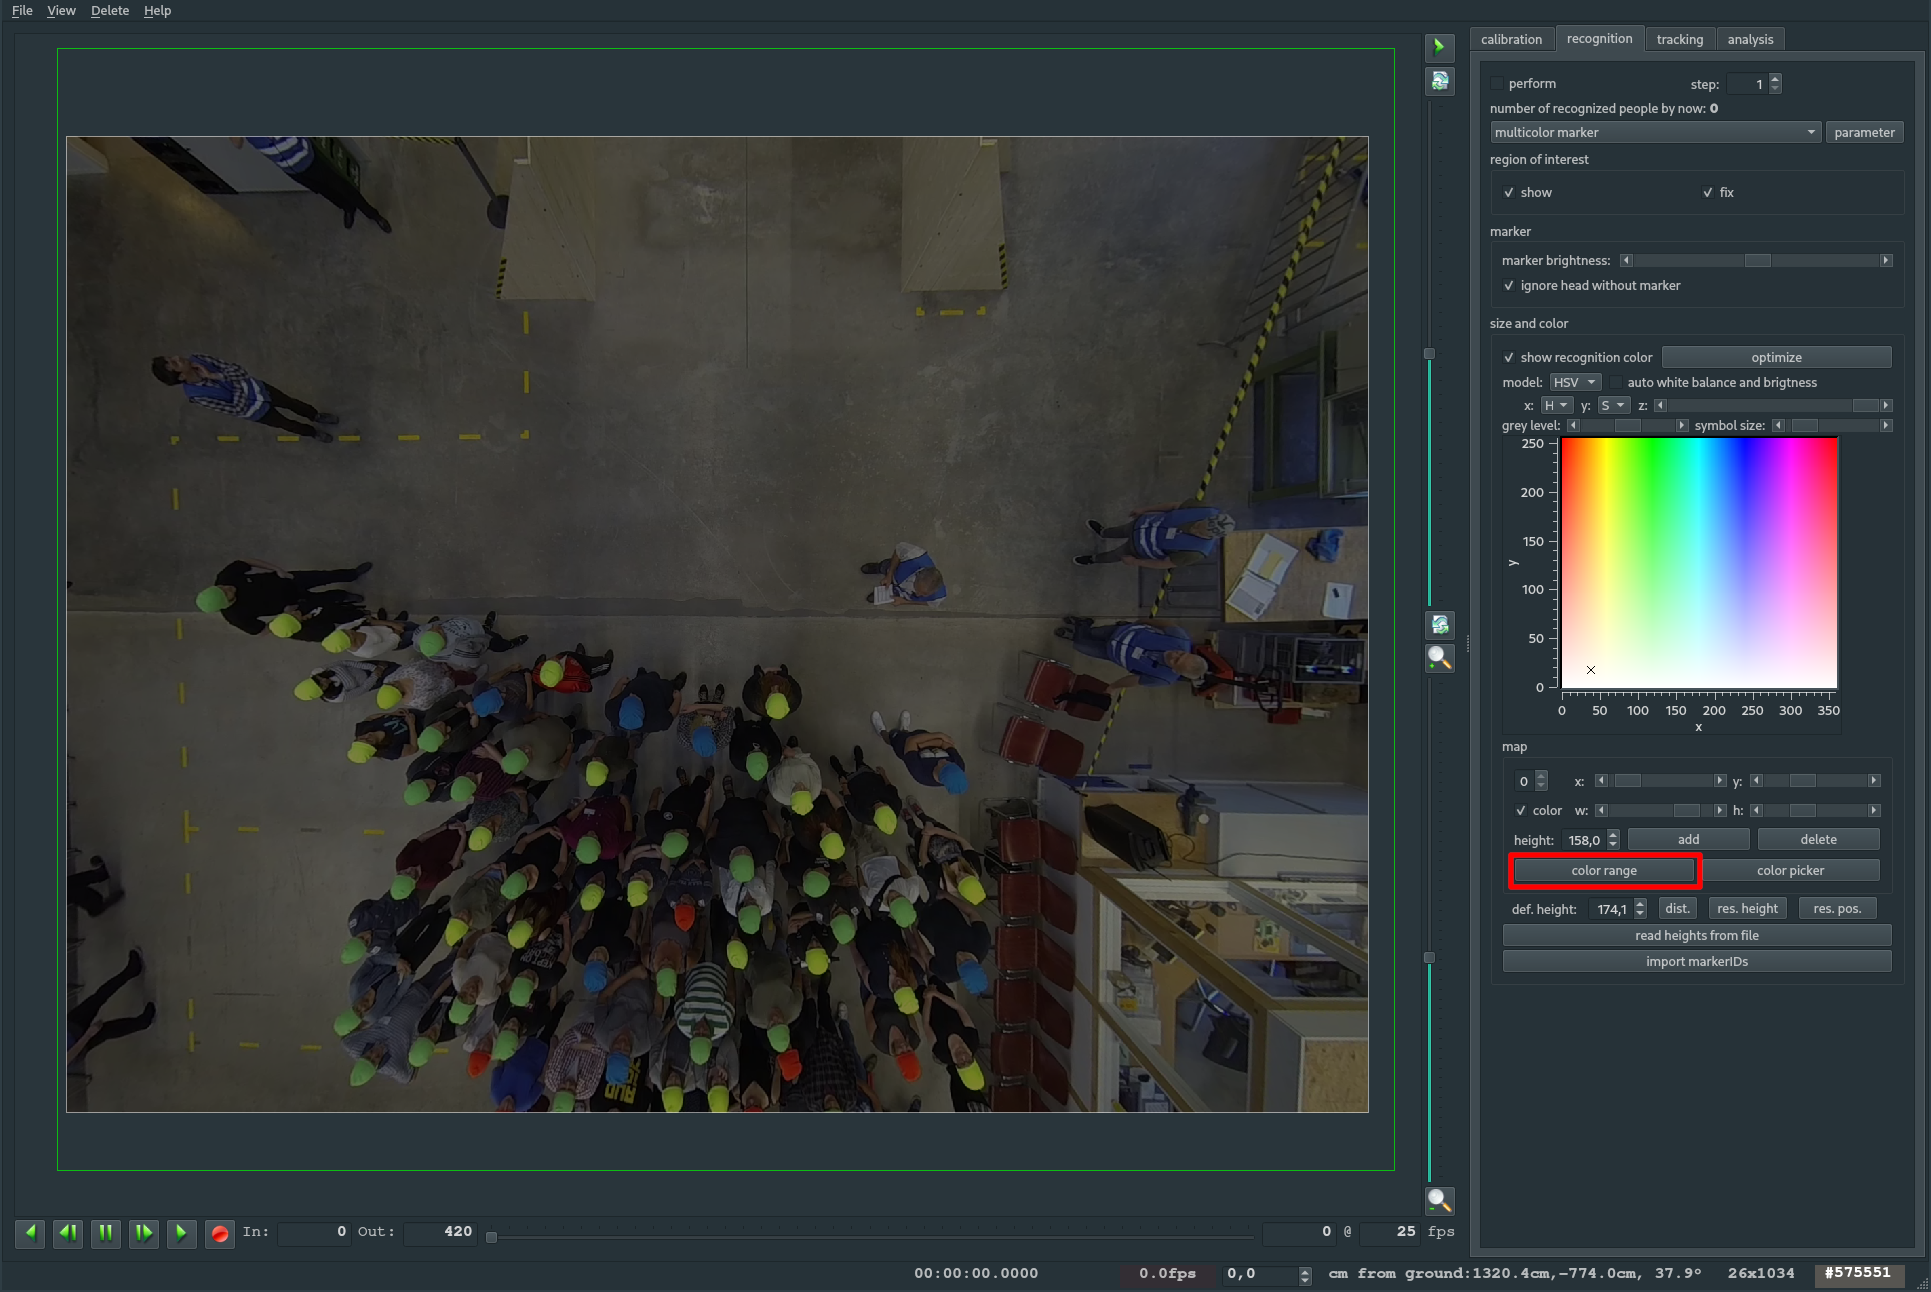 File View Delete Help
calibration recognition tracking analysis
perform step: 1
number of recognized people by now: 0
multicolor marker parameter
region of interest
show fix
marker
marker brightness:
ignore head without marker
size and color
show recognition color optimize
model: HSV auto white balance and brigtness
x: H y: S z:
grey level: symbol size:
250
200
150
100
50
0
y
0 50 100 150 200 250 300 350
x
map
0 x: y:
color w: h:
height: 158,0 add delete
color range color picker
def. height: 174,1 dist. res. height res. pos.
read heights from file
import markerIDs
In: 0 Out: 420 0 @ 25 fps
00:00:00.0000 0.0fps 0,0 cm from ground:1320.4cm,-774.0cm, 37.9° 26x1034 #575551